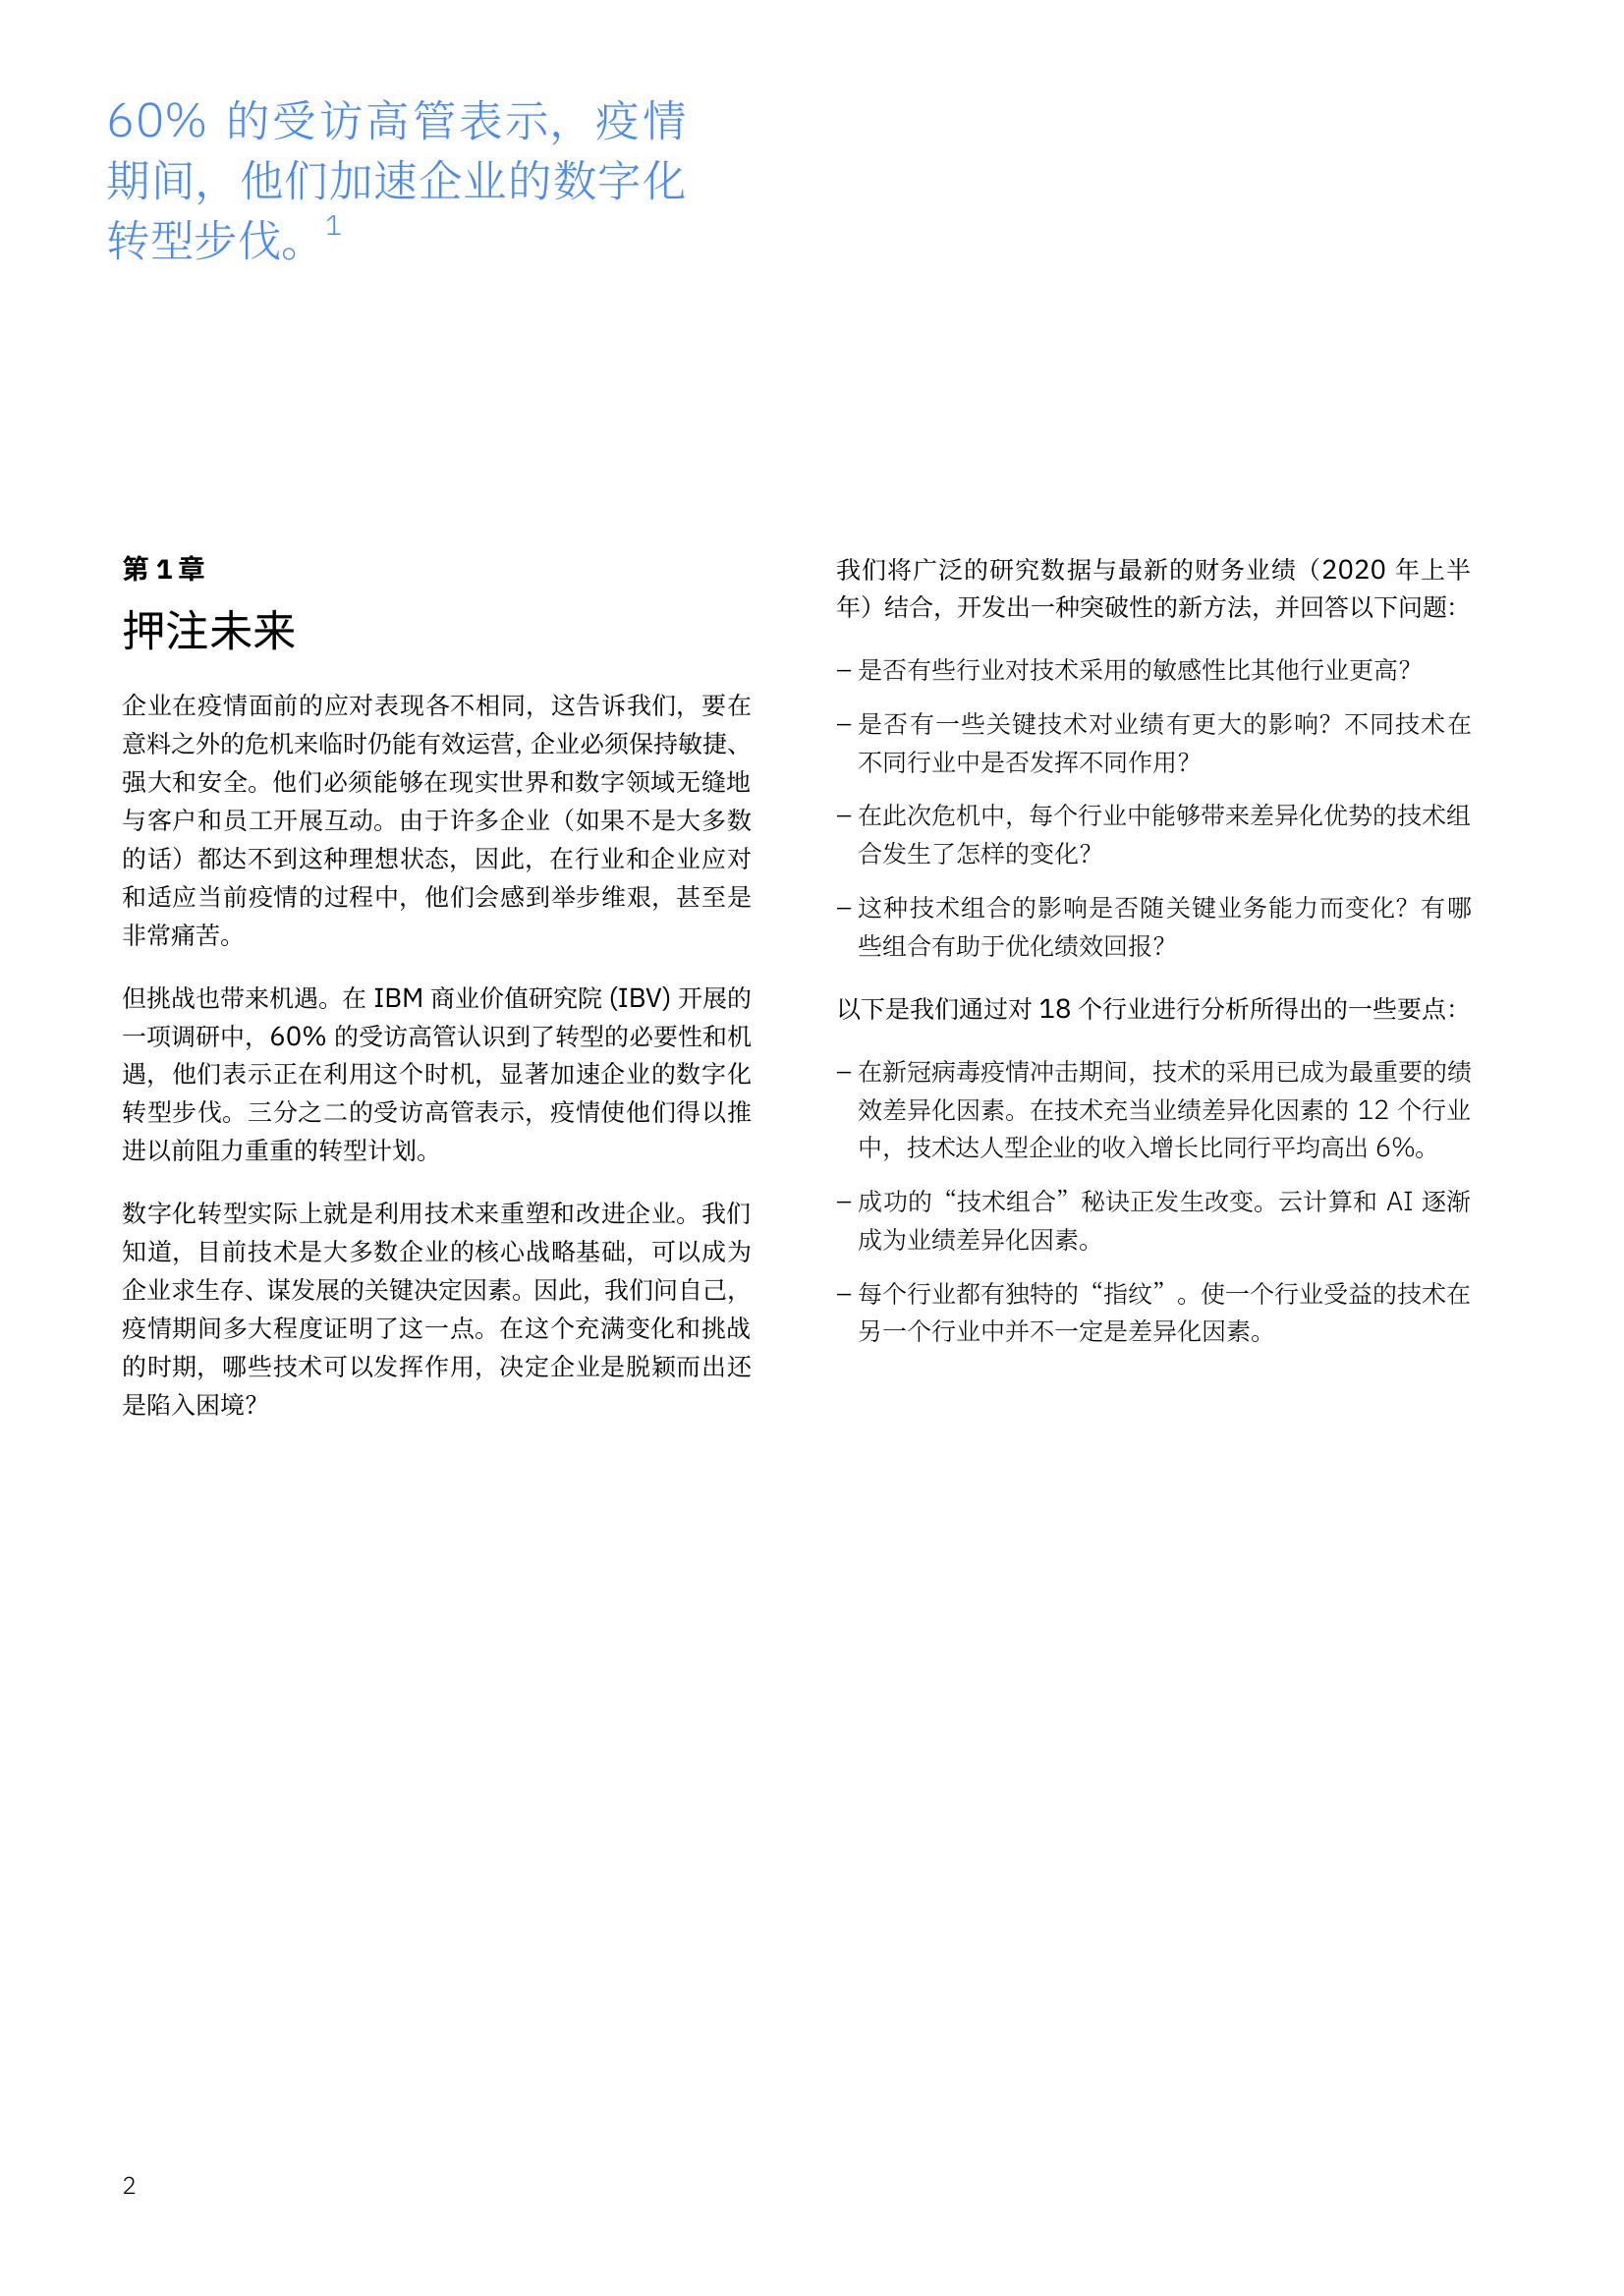 60% 的受访高管表示，疫情
期间，他们加速企业的数字化
转型步伐。1
第 1 章
押注未来
企业在疫情面前的应对表现各不相同，这告诉我们，要在
意料之外的危机来临时仍能有效运营，企业必须保持敏捷、
强大和安全。他们必须能够在现实世界和数字领域无缝地
与客户和员工开展互动。由于许多企业（如果不是大多数
的话）都达不到这种理想状态，因此，在行业和企业应对
和适应当前疫情的过程中，他们会感到举步维艰，甚至是
非常痛苦。
但挑战也带来机遇。在 IBM 商业价值研究院 (IBV) 开展的
一项调研中，60% 的受访高管认识到了转型的必要性和机
遇，他们表示正在利用这个时机，显著加速企业的数字化
转型步伐。三分之二的受访高管表示，疫情使他们得以推
进以前阻力重重的转型计划。
数字化转型实际上就是利用技术来重塑和改进企业。我们
知道，目前技术是大多数企业的核心战略基础，可以成为
企业求生存、谋发展的关键决定因素。因此，我们问自己，
疫情期间多大程度证明了这一点。在这个充满变化和挑战
的时期，哪些技术可以发挥作用，决定企业是脱颖而出还
是陷入困境？
我们将广泛的研究数据与最新的财务业绩（2020 年上半
年）结合，开发出一种突破性的新方法，并回答以下问题：
– 是否有些行业对技术采用的敏感性比其他行业更高？
– 是否有一些关键技术对业绩有更大的影响？不同技术在
不同行业中是否发挥不同作用？
– 在此次危机中，每个行业中能够带来差异化优势的技术组
合发生了怎样的变化？
– 这种技术组合的影响是否随关键业务能力而变化？有哪
些组合有助于优化绩效回报？
以下是我们通过对 18 个行业进行分析所得出的一些要点：
– 在新冠病毒疫情冲击期间，技术的采用已成为最重要的绩
效差异化因素。在技术充当业绩差异化因素的 12 个行业
中，技术达人型企业的收入增长比同行平均高出 6%。
– 成功的“技术组合”秘诀正发生改变。云计算和 AI 逐渐
成为业绩差异化因素。
– 每个行业都有独特的“指纹”。使一个行业受益的技术在
另一个行业中并不一定是差异化因素。
2